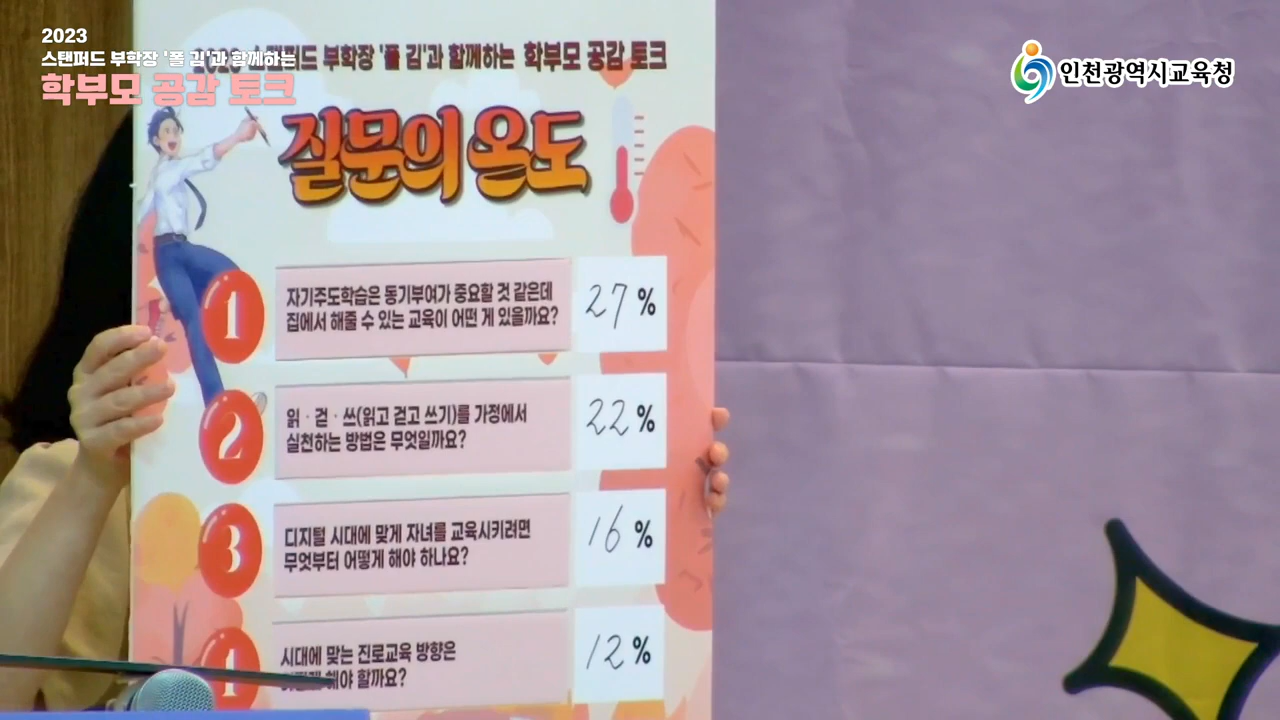 2023
스탠퍼드 부학장 '폴 김'과 함께하는
학부모 공감 토크
인천광역시교육청
2023 스탠퍼드 부학장 '폴 김'과 함께하는 학부모 공감 토크
질문의 온도
1
자기주도학습은 동기부여가 중요할 것 같은데
집에서 해줄 수 있는 교육이 어떤 게 있을까요?
27 %
2
읽 · 걷 · 쓰(읽고 걷고 쓰기)를 가정에서
실천하는 방법은 무엇일까요?
22 %
3
디지털 시대에 맞게 자녀를 교육시키려면
무엇부터 어떻게 해야 하나요?
16 %
시대에 맞는 진로교육 방향은
해야 할까요?
12 %